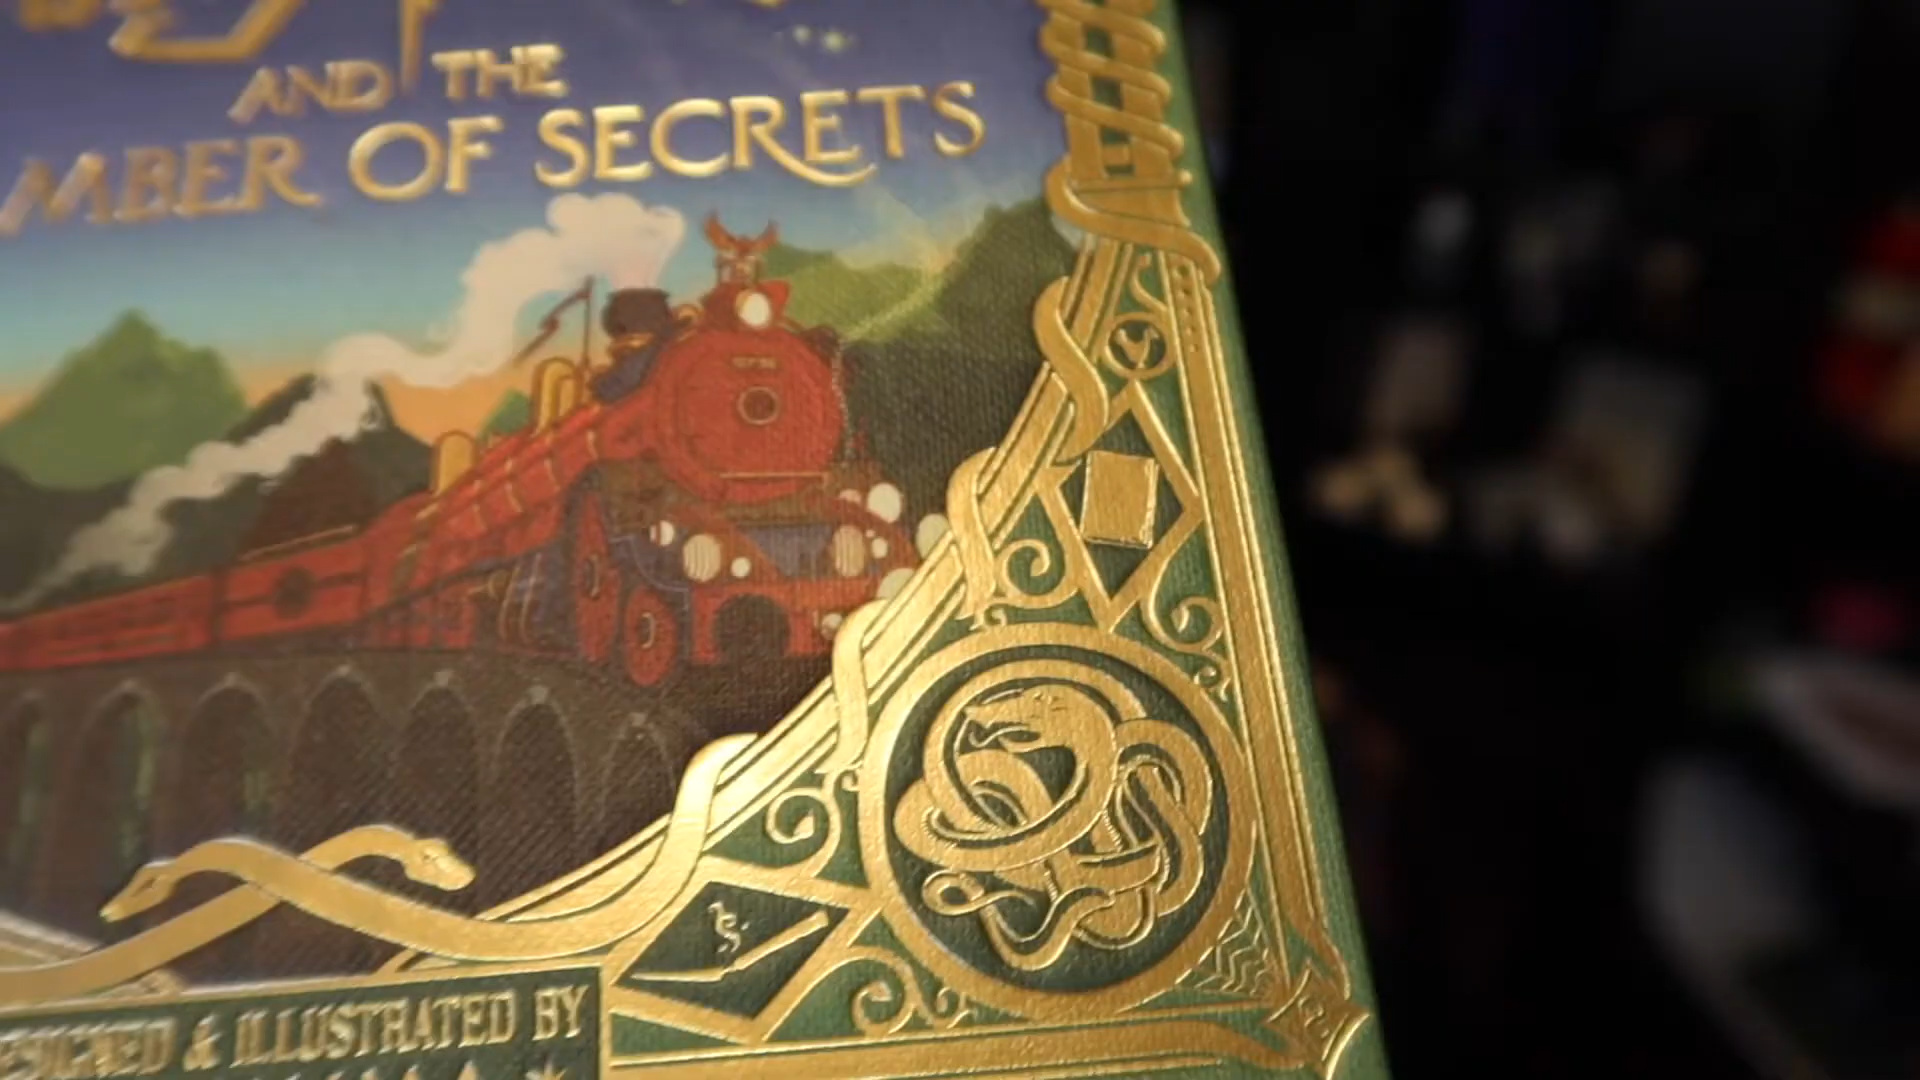 AND THE
MBER OF SECRETS
ESIGNED & ILLUSTRATED BY